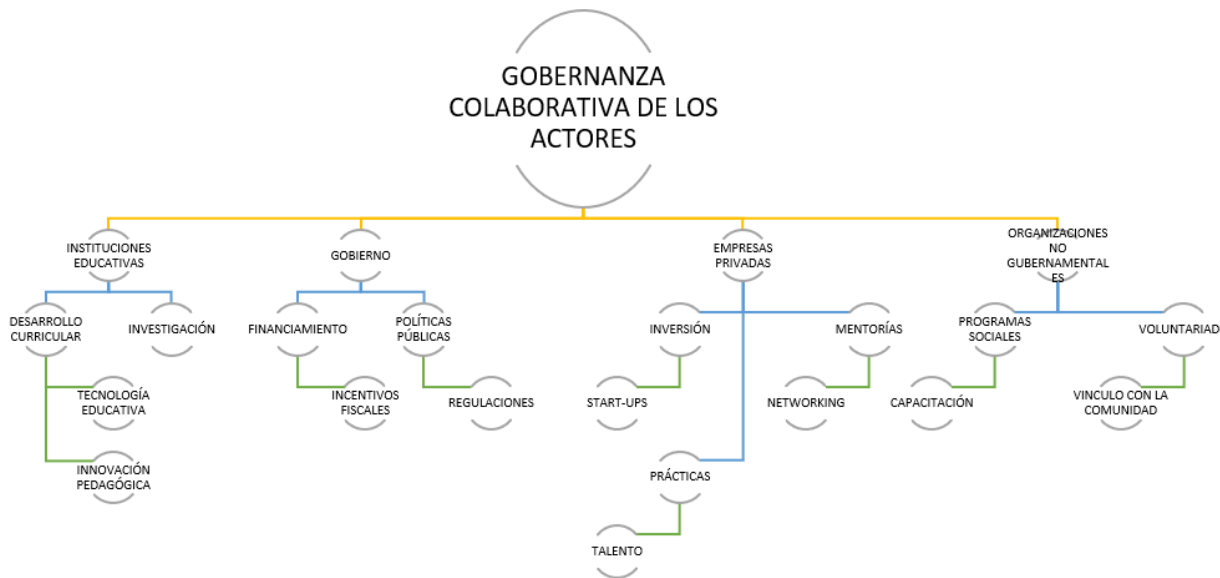 GOBERNANZA
COLABORATIVA DE LOS
ACTORES
INSTITUCIONES
EDUCATIVAS
GOBIERNO
EMPRESAS
PRIVADAS
ORGANIZACIONES
NO
GUBERNAMENTAL
ES
DESARROLLO
CURRICULAR
INVESTIGACIÓN
FINANCIAMIENTO
POLÍTICAS
PÚBLICAS
INVERSIÓN
MENTORÍAS
PROGRAMAS
SOCIALES
VOLUNTARIAD
TECNOLOGÍA
EDUCATIVA
INCENTIVOS
FISCALES
REGULACIONES
START-UPS
NETWORKING
CAPACITACIÓN
VINCULO CON LA
COMUNIDAD
INNOVACIÓN
PEDAGÓGICA
PRÁCTICAS
TALENTO